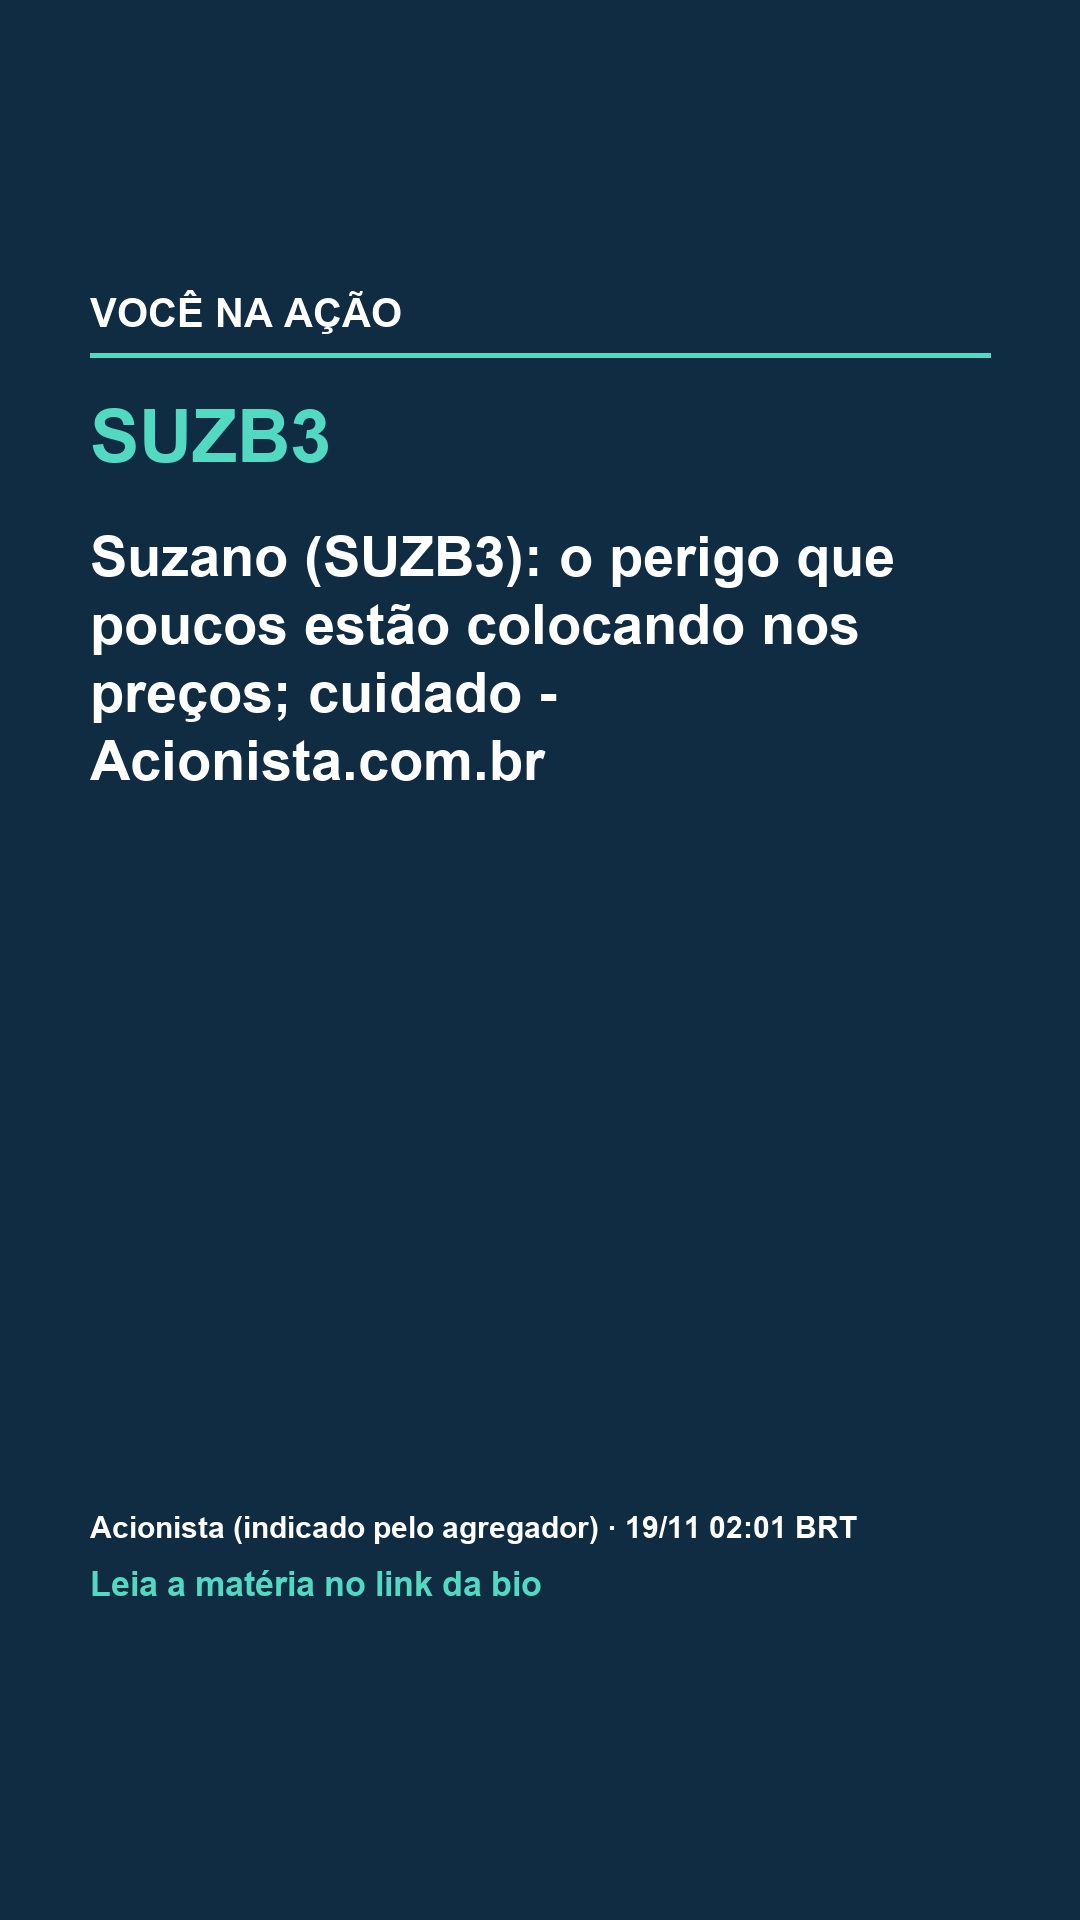 VOCÊ NA AÇÃO
SUZB3
Suzano (SUZB3): o perigo que
poucos estão colocando nos
preços; cuidado -
Acionista.com.br
Acionista (indicado pelo agregador) · 19/11 02:01 BRT
Leia a matéria no link da bio